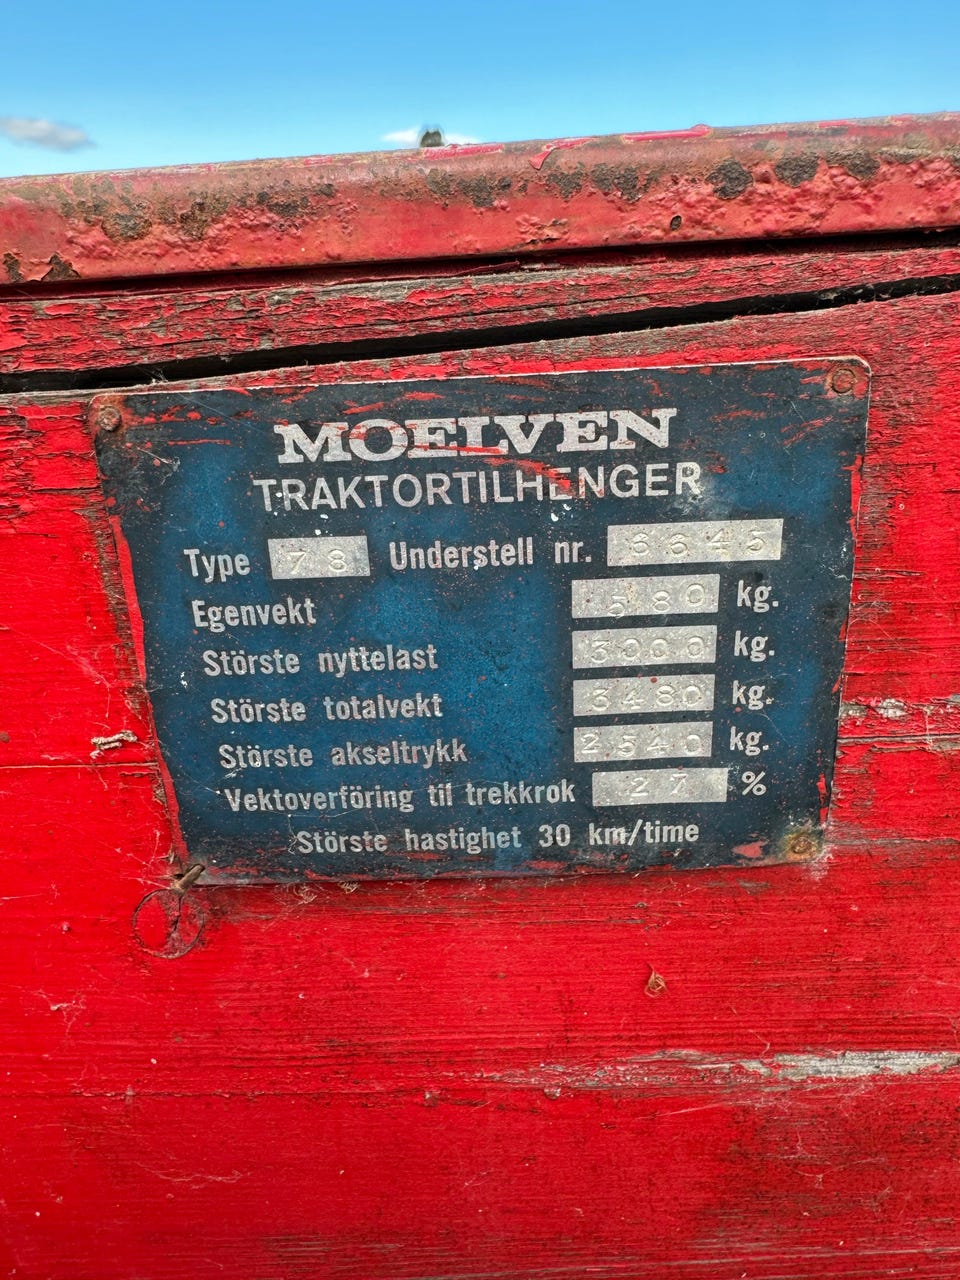 MOELVEN
TRAKTORTILHENGER
Type 78 Understell nr. 6645
Egenvekt 580 kg.
Störste nyttelast 3000 kg.
Störste totalvekt 3480 kg.
Störste akseltrykk 2540 kg.
Vektoverföring til trekkrok 27 %
Störste hastighet 30 km/time